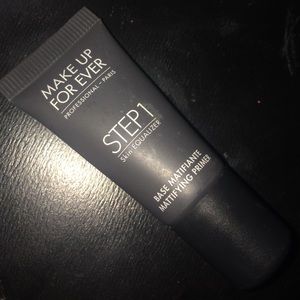 MAKE UP
FOR EVER
PROFESSIONAL – PARIS
STEP 1
Skin EQUALIZER
BASE MATIFIANTE
MATTIFYING PRIMER